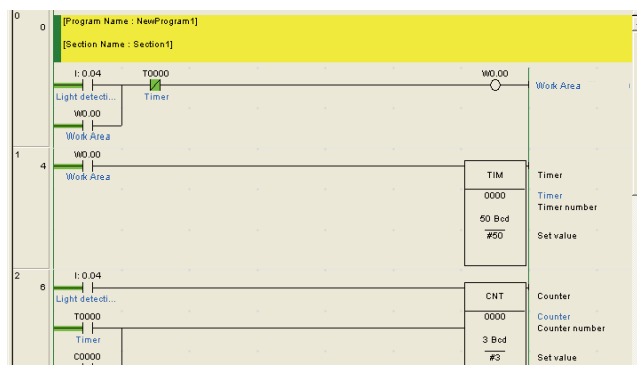 0
0
[Program Name : NewProgram1]
[Section Name : Section1]
I: 0.04 T0000 W0.00
Light detecti... Timer Work Area
W0.00
Work Area
1
4
W0.00
Work Area
TIM Timer
0000 Timer
Timer number
50 Bcd
#50 Set value
2
6
I: 0.04
Light detecti...
CNT Counter
T0000 0000 Counter
Timer Counter number
3 Bcd
C0000 #3 Set value